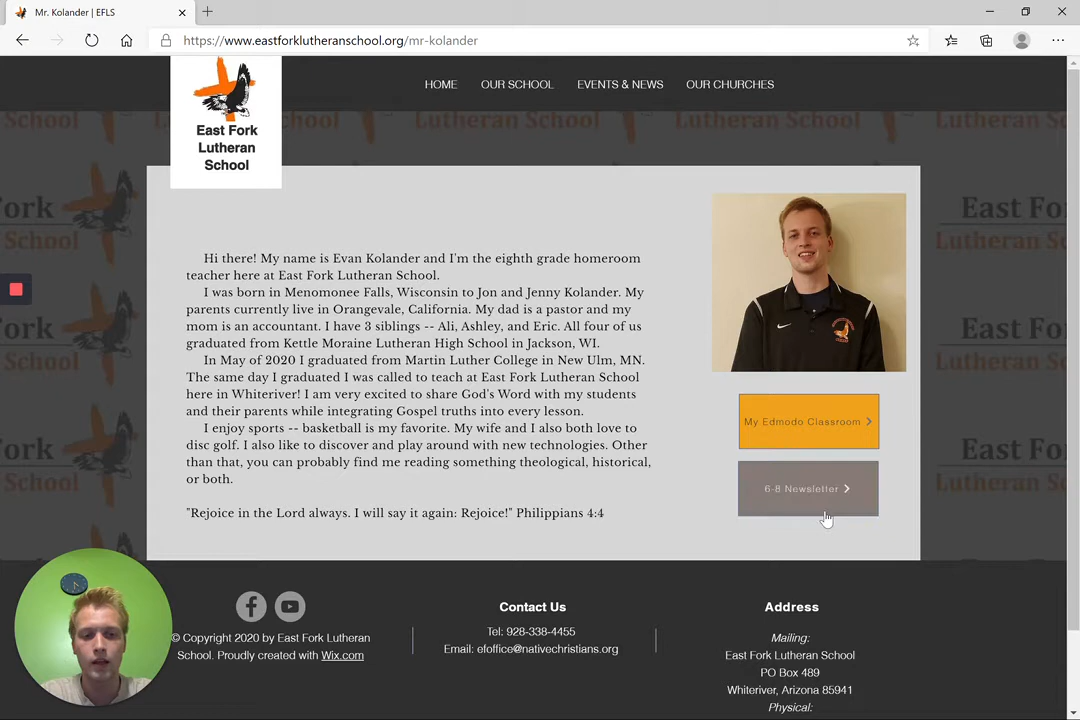 Mr. Kolander | EFLS
https://www.eastforklutheranschool.org/mr-kolander
East Fork
Lutheran
School
HOME
OUR SCHOOL
EVENTS & NEWS
OUR CHURCHES
Hi there! My name is Evan Kolander and I'm the eighth grade homeroom
teacher here at East Fork Lutheran School.
I was born in Menomonee Falls, Wisconsin to Jon and Jenny Kolander. My
parents currently live in Orangevale, California. My dad is a pastor and my
mom is an accountant. I have 3 siblings -- Ali, Ashley, and Eric. All four of us
graduated from Kettle Moraine Lutheran High School in Jackson, WI.
In May of 2020 I graduated from Martin Luther College in New Ulm, MN.
The same day I graduated I was called to teach at East Fork Lutheran School
here in Whiteriver! I am very excited to share God's Word with my students
and their parents while integrating Gospel truths into every lesson.
I enjoy sports -- basketball is my favorite. My wife and I also both love to
disc golf. I also like to discover and play around with new technologies. Other
than that, you can probably find me reading something theological, historical,
or both.
"Rejoice in the Lord always. I will say it again: Rejoice!" Philippians 4:4
My Edmodo Classroom
6-8 Newsletter
© Copyright 2020 by East Fork Lutheran
School. Proudly created with Wix.com
Contact Us
Tel: 928-338-4455
Email: efoffice@nativechristians.org
Address
Mailing:
East Fork Lutheran School
PO Box 489
Whiteriver, Arizona 85941
Physical: